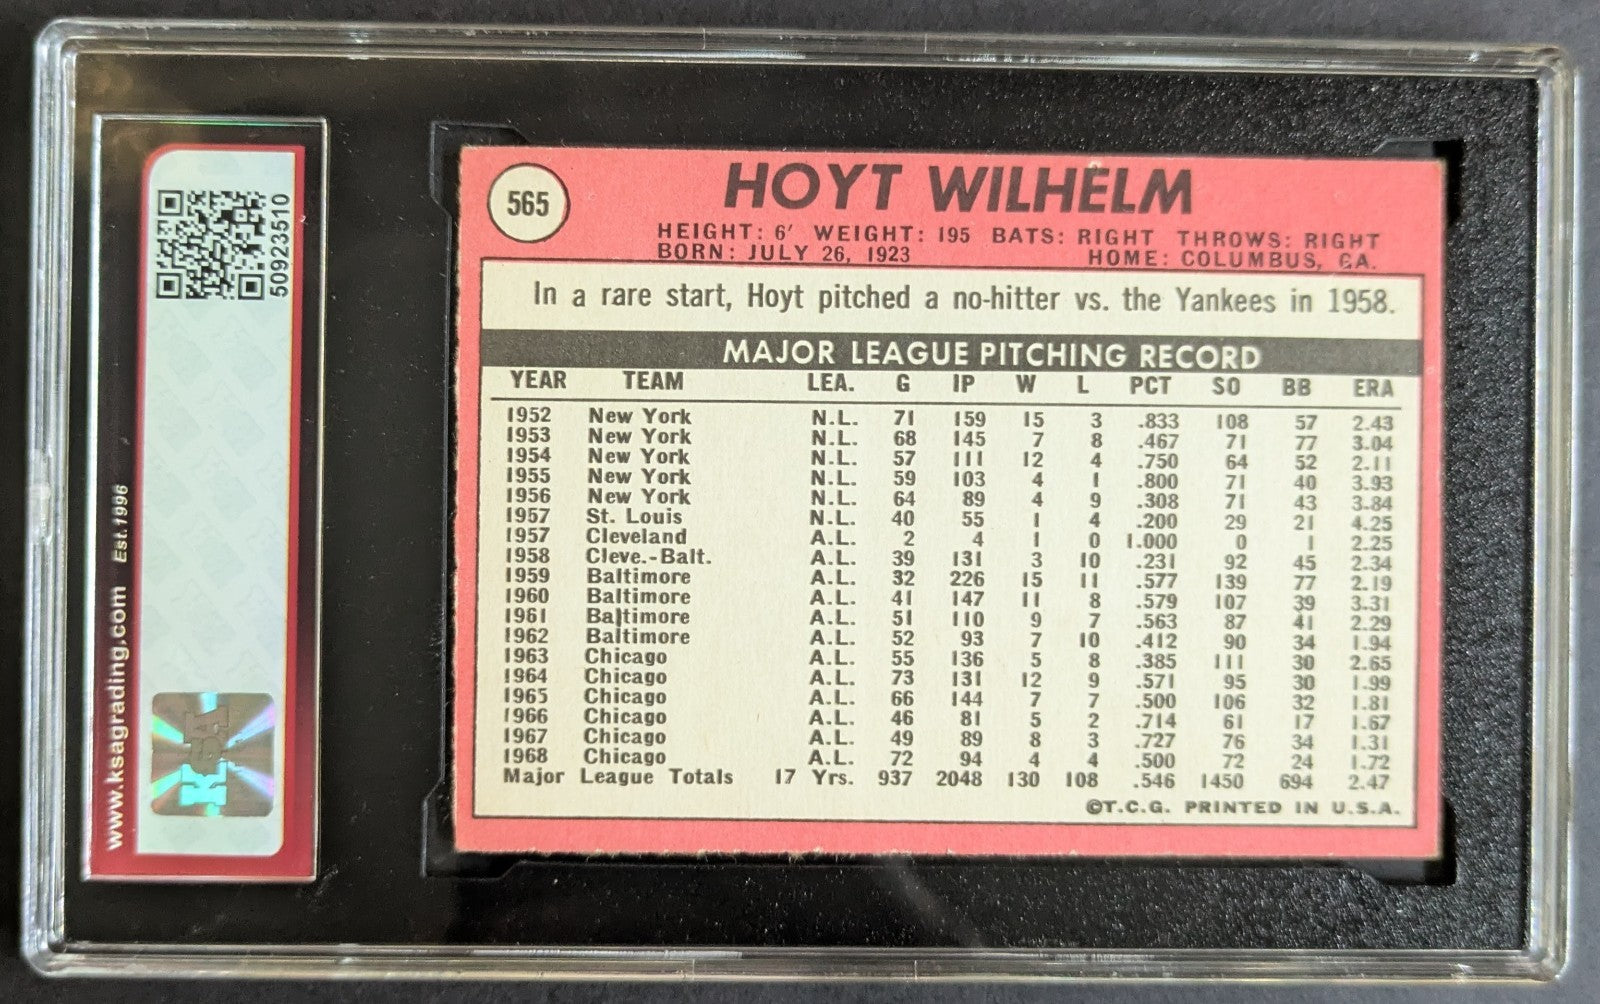 50923510
www.ksagrading.com Est.1996
KSA
565
HOYT WILHELM
HEIGHT: 6' WEIGHT: 195 BATS: RIGHT THROWS: RIGHT
BORN: JULY 26, 1923 HOME: COLUMBUS, GA.
In a rare start, Hoyt pitched a no-hitter vs. the Yankees in 1958.
MAJOR LEAGUE PITCHING RECORD
YEAR TEAM LEA. G IP W L PCT SO BB ERA
1952 New York N.L. 71 159 15 3 .833 108 57 2.43
1953 New York N.L. 68 145 7 8 .467 71 77 3.04
1954 New York N.L. 57 111 12 4 .750 64 52 2.11
1955 New York N.L. 59 103 4 1 .800 71 40 3.93
1956 New York N.L. 64 89 4 9 .308 71 43 3.84
1957 St. Louis N.L. 40 55 1 4 .200 29 21 4.25
1957 Cleveland A.L. 2 4 1 0 1.000 0 1 2.25
1958 Cleve.-Balt. A.L. 39 131 3 10 .231 92 45 2.34
1959 Baltimore A.L. 32 226 15 11 .577 139 77 2.19
1960 Baltimore A.L. 41 147 11 8 .579 107 39 3.31
1961 Baltimore A.L. 51 110 9 7 .563 87 41 2.29
1962 Baltimore A.L. 52 93 7 10 .412 90 34 1.94
1963 Chicago A.L. 55 136 5 8 .385 111 30 2.65
1964 Chicago A.L. 73 131 12 9 .571 95 30 1.99
1965 Chicago A.L. 66 144 7 7 .500 106 32 1.81
1966 Chicago A.L. 46 81 5 2 .714 61 17 1.67
1967 Chicago A.L. 49 89 8 3 .727 76 34 1.31
1968 Chicago A.L. 72 94 4 4 .500 72 24 1.72
Major League Totals 17 Yrs. 937 2048 130 108 .546 1450 694 2.47
©T.C.G. PRINTED IN U.S.A.